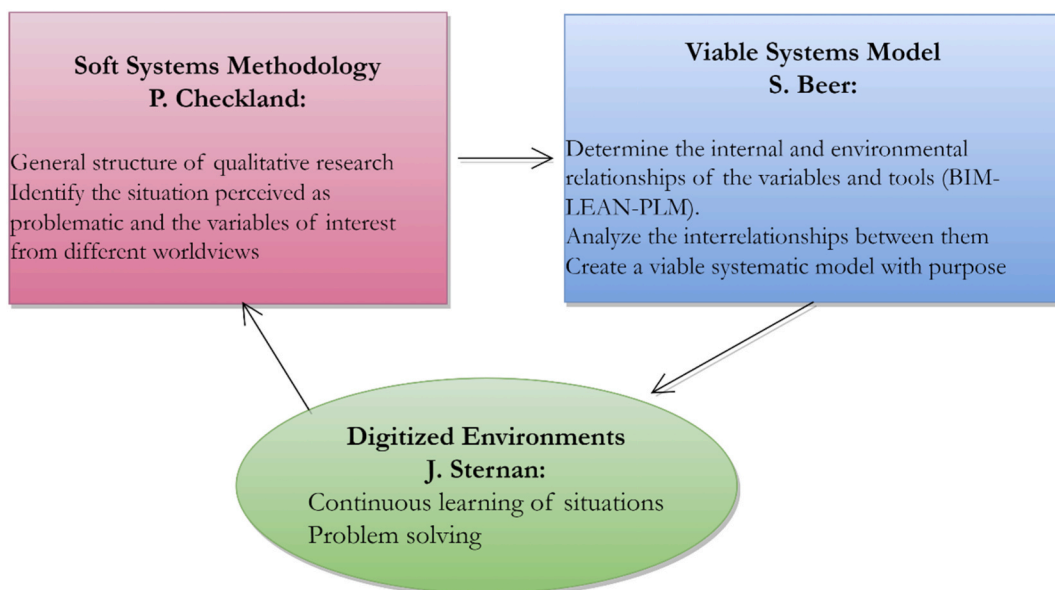 Soft Systems Methodology
P. Checkland:
General structure of qualitative research
Identify the situation perceived as
problematic and the variables of interest
from different worldviews
Viable Systems Model
S. Beer:
Determine the internal and environmental
relationships of the variables and tools (BIM-
LEAN-PLM).
Analyze the interrelationships between them
Create a viable systematic model with purpose
Digitized Environments
J. Sternan:
Continuous learning of situations
Problem solving